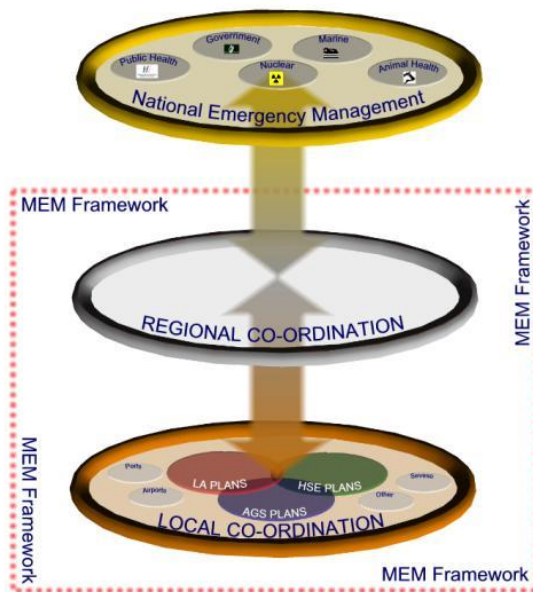 Government
Marine
Public Health
Nuclear
Animal Health
National Emergency Management
MEM Framework
MEM Framework
REGIONAL CO-ORDINATION
MEM Framework
Ports
LA PLANS
HSE PLANS
Seveso
Airports
AGS PLANS
Other
LOCAL CO-ORDINATION
MEM Framework